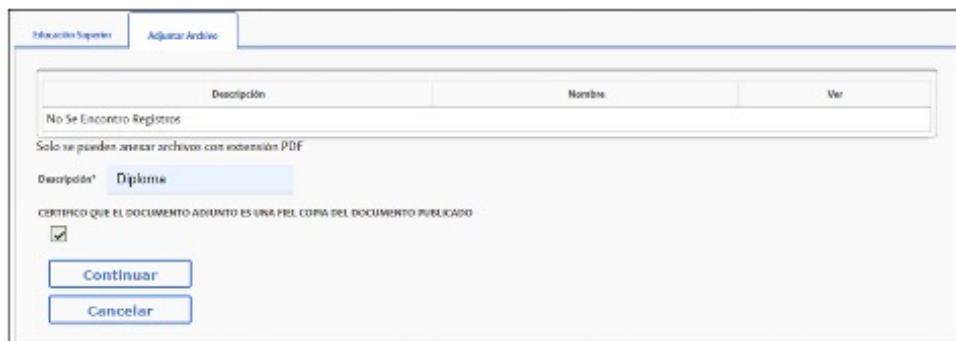 Educación Superior
Adjuntar Archivo
Descripción Nombre Ver
No Se Encontro Registros
Solo se pueden anexar archivos con extensión PDF
Descripción* Diploma
CERTIFICO QUE EL DOCUMENTO ADJUNTO ES UNA FIEL COPIA DEL DOCUMENTO PUBLICADO
Continuar
Cancelar